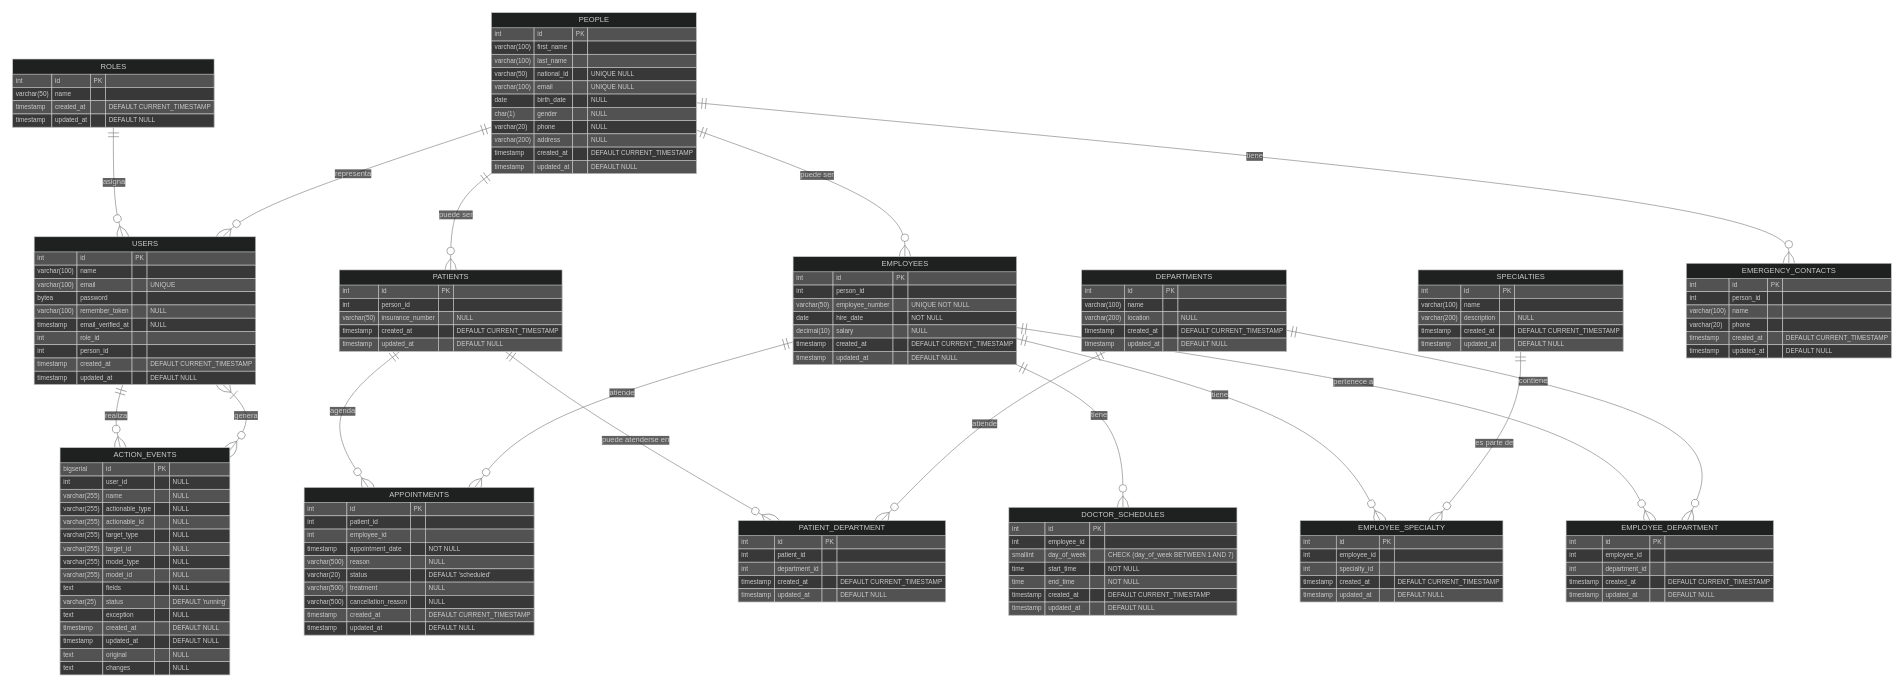 PEOPLE
int id PK
varchar(100) first_name
varchar(100) last_name
varchar(50) national_id UNIQUE NULL
varchar(100) email UNIQUE NULL
date birth_date NULL
char(1) gender NULL
varchar(20) phone NULL
varchar(200) address NULL
timestamp created_at DEFAULT CURRENT_TIMESTAMP
timestamp updated_at DEFAULT NULL
ROLES
int id PK
varchar(50) name
timestamp created_at DEFAULT CURRENT_TIMESTAMP
timestamp updated_at DEFAULT NULL
tiene
asigna
representa
puede ser
puede ser
USERS
int id PK
varchar(100) name
varchar(100) email UNIQUE
bytea password
varchar(100) remember_token NULL
timestamp email_verified_at NULL
int role_id
int person_id
timestamp created_at DEFAULT CURRENT_TIMESTAMP
timestamp updated_at DEFAULT NULL
PATIENTS
int id PK
int person_id
varchar(50) insurance_number NULL
timestamp created_at DEFAULT CURRENT_TIMESTAMP
timestamp updated_at DEFAULT NULL
EMPLOYEES
int id PK
int person_id
varchar(50) employee_number UNIQUE NOT NULL
date hire_date NOT NULL
decimal(10) salary NULL
timestamp created_at DEFAULT CURRENT_TIMESTAMP
timestamp updated_at DEFAULT NULL
DEPARTMENTS
int id PK
varchar(100) name
varchar(200) location NULL
timestamp created_at DEFAULT CURRENT_TIMESTAMP
timestamp updated_at DEFAULT NULL
SPECIALTIES
int id PK
varchar(100) name
varchar(200) description NULL
timestamp created_at DEFAULT CURRENT_TIMESTAMP
timestamp updated_at DEFAULT NULL
EMERGENCY_CONTACTS
int id PK
int person_id
varchar(100) name
varchar(20) phone
timestamp created_at DEFAULT CURRENT_TIMESTAMP
timestamp updated_at DEFAULT NULL
realiza
genera
agenda
atiende
puede atenderse en
atiende
tiene
tiene
pertenece a
contiene
es parte de
ACTION_EVENTS
bigserial id PK
int user_id NULL
varchar(255) name NULL
varchar(255) actionable_type NULL
varchar(255) actionable_id NULL
varchar(255) target_type NULL
varchar(255) target_id NULL
varchar(255) model_type NULL
varchar(255) model_id NULL
text fields NULL
varchar(25) status DEFAULT 'running'
text exception NULL
timestamp created_at DEFAULT NULL
timestamp updated_at DEFAULT NULL
text original NULL
text changes NULL
APPOINTMENTS
int id PK
int patient_id
int employee_id
timestamp appointment_date NOT NULL
varchar(500) reason NULL
varchar(20) status DEFAULT 'scheduled'
varchar(500) treatment NULL
varchar(500) cancellation_reason NULL
timestamp created_at DEFAULT CURRENT_TIMESTAMP
timestamp updated_at DEFAULT NULL
PATIENT_DEPARTMENT
int id PK
int patient_id
int department_id
timestamp created_at DEFAULT CURRENT_TIMESTAMP
timestamp updated_at DEFAULT NULL
DOCTOR_SCHEDULES
int id PK
int employee_id
smallint day_of_week CHECK (day_of_week BETWEEN 1 AND 7)
time start_time NOT NULL
time end_time NOT NULL
timestamp created_at DEFAULT CURRENT_TIMESTAMP
timestamp updated_at DEFAULT NULL
EMPLOYEE_SPECIALTY
int id PK
int employee_id
int specialty_id
timestamp created_at DEFAULT CURRENT_TIMESTAMP
timestamp updated_at DEFAULT NULL
EMPLOYEE_DEPARTMENT
int id PK
int employee_id
int department_id
timestamp created_at DEFAULT CURRENT_TIMESTAMP
timestamp updated_at DEFAULT NULL